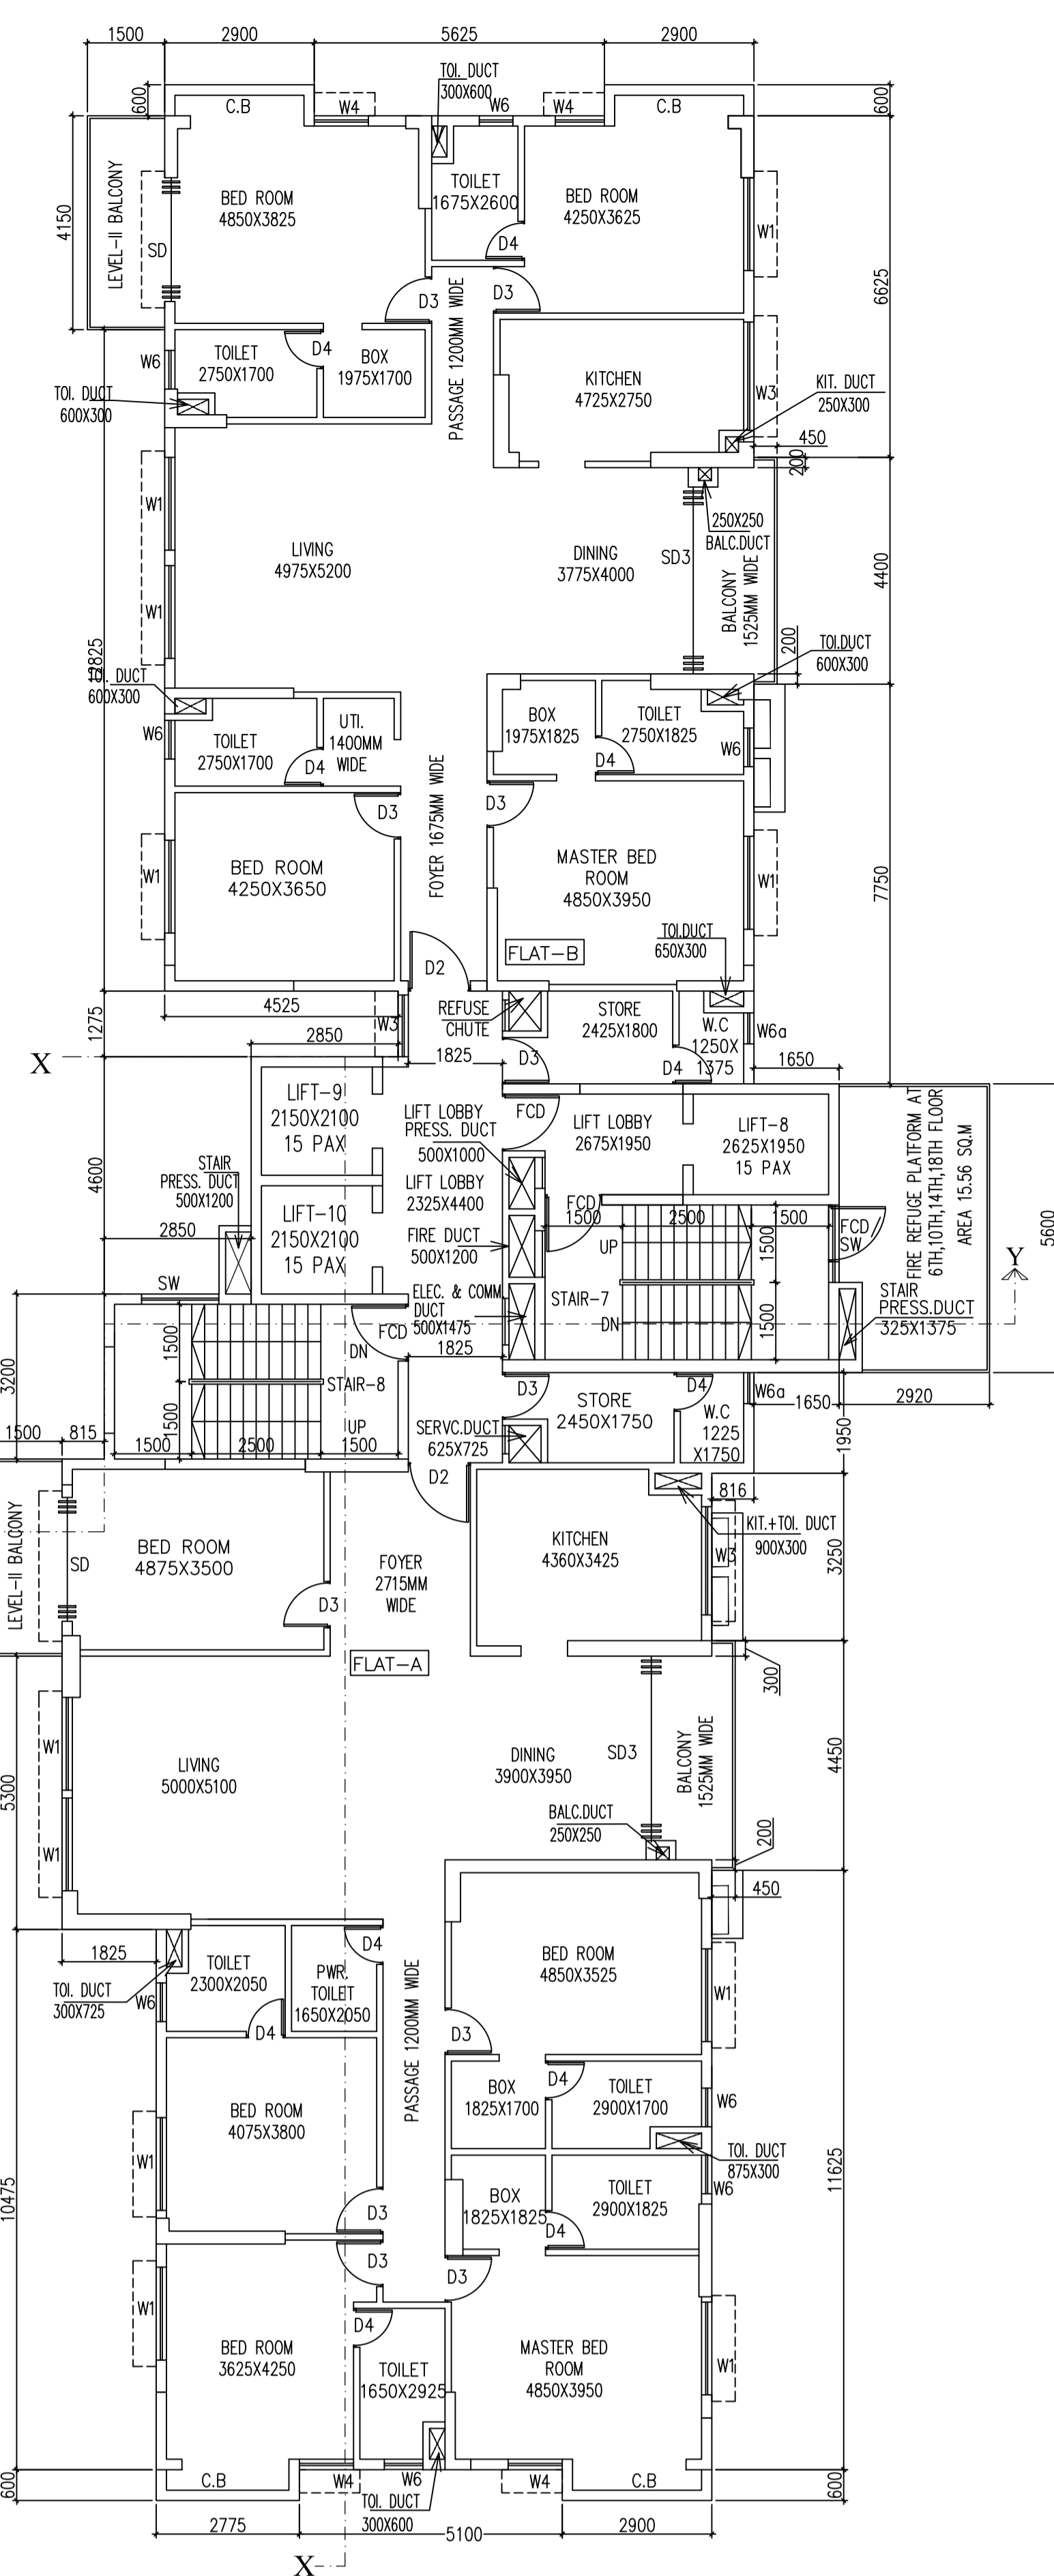 1500
2900
5625
2900
TOI. DUCT
300X600
600
C.B
W4
W6
W4
C.B
600
LEVEL-II BALCONY
4150
SD
BED ROOM
4850X3825
TOILET
1675X2600
D4
BED ROOM
4250X3625
W1
6625
D3
D3
PASSAGE 1200MM WIDE
W6
TOILET
2750X1700
D4
BOX
1975X1700
TOI. DUCT
600X300
KITCHEN
4725X2750
W3
KIT. DUCT
250X300
450
200
W1
250X250
BALC.DUCT
LIVING
4975X5200
DINING
3775X4000
SD3
BALCONY
1525MM WIDE
4400
W1
12825
200
TOI.DUCT
600X300
TOI. DUCT
600X300
W6
TOILET
2750X1700
D4
UTI.
1400MM
WIDE
BOX
1975X1825
TOILET
2750X1825
D4
W6
D3
D3
FOYER 1675MM WIDE
BED ROOM
4250X3650
W1
MASTER BED
ROOM
4850X3950
W1
7750
FLAT-B
TOI.DUCT
650X300
D2
4525
W3
REFUSE
CHUTE
STORE
2425X1800
W.C
1250X
1375
W6a
1275
2850
1825
D3
D4
1650
X
LIFT-9
2150X2100
15 PAX
LIFT LOBBY
PRESS. DUCT
500X1000
FCD
LIFT LOBBY
2675X1950
LIFT-8
2625X1950
15 PAX
FIRE REFUGE PLATFORM AT
6TH,10TH,14TH,18TH FLOOR
AREA 15.56 SQ.M
4600
STAIR
PRESS. DUCT
500X1200
LIFT LOBBY
2325X4400
FCD
LIFT-10
2150X2100
15 PAX
2850
1500
2500
1500
FIRE DUCT
500X1200
UP
1500
FCD
SW
5600
Y
SW
ELEC. & COMM.
DUCT
500X1475
STAIR-7
DN
1500
STAIR
PRESS.DUCT
325X1375
3200
1500
FCD
DN
1825
STAIR-8
D3
STORE
2450X1750
D4
W6a
1650
2920
1500
815
1500
UP
SERVC.DUCT
625X725
W.C
1225
X1750
1950
1500
2500
1500
D2
816
LEVEL-II BALCONY
SD
BED ROOM
4875X3500
D3
FOYER
2715MM
WIDE
KITCHEN
4360X3425
KIT.+TOI. DUCT
900X300
W3
3250
FLAT-A
300
W1
LIVING
5000X5100
DINING
3900X3950
SD3
BALCONY
1525MM WIDE
4450
5300
BALC.DUCT
250X250
200
W1
450
1825
TOI. DUCT
300X725
W6
TOILET
2300X2050
D4
PWR.
TOILET
1650X2050
D4
PASSAGE 1200MM WIDE
BED ROOM
4850X3525
W1
D3
BED ROOM
4075X3800
W1
BOX
1825X1700
D4
TOILET
2900X1700
W6
TOI. DUCT
875X300
11625
10475
D3
BOX
1825X1825
TOILET
2900X1825
W6
D4
D3
D3
W1
BED ROOM
3625X4250
D4
TOILET
1650X2925
MASTER BED
ROOM
4850X3950
W1
600
C.B
W4
W6
W4
C.B
600
TOI. DUCT
300X600
2775
5100
2900
X